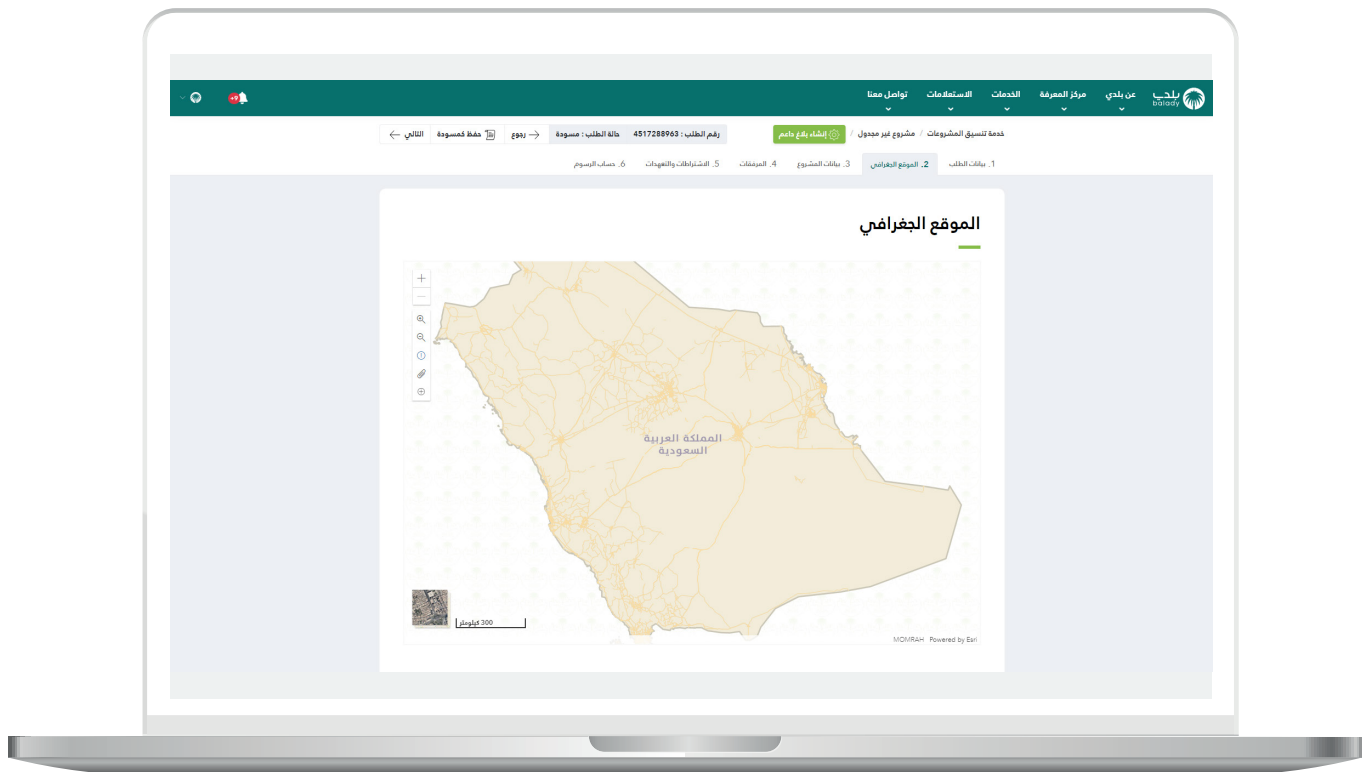 بلدي
balady
عن بلدي
مركز المعرفة
الخدمات
الاستعلامات
تواصل معنا
+9
خدمة تنسيق المشروعات / مشروع غير مجدول /
إنشاء بلاغ داعم
رقم الطلب : 4517288963 حالة الطلب : مسودة
رجوع
حفظ كمسودة
التالي
1. بيانات الطلب
2. الموقع الجغرافي
3. بيانات المشروع
4. المرفقات
5. الاشتراطات والتعهدات
6. حساب الرسوم
الموقع الجغرافي
المملكة العربية
السعودية
300 كيلومتر
MOMRAH Powered by Esri